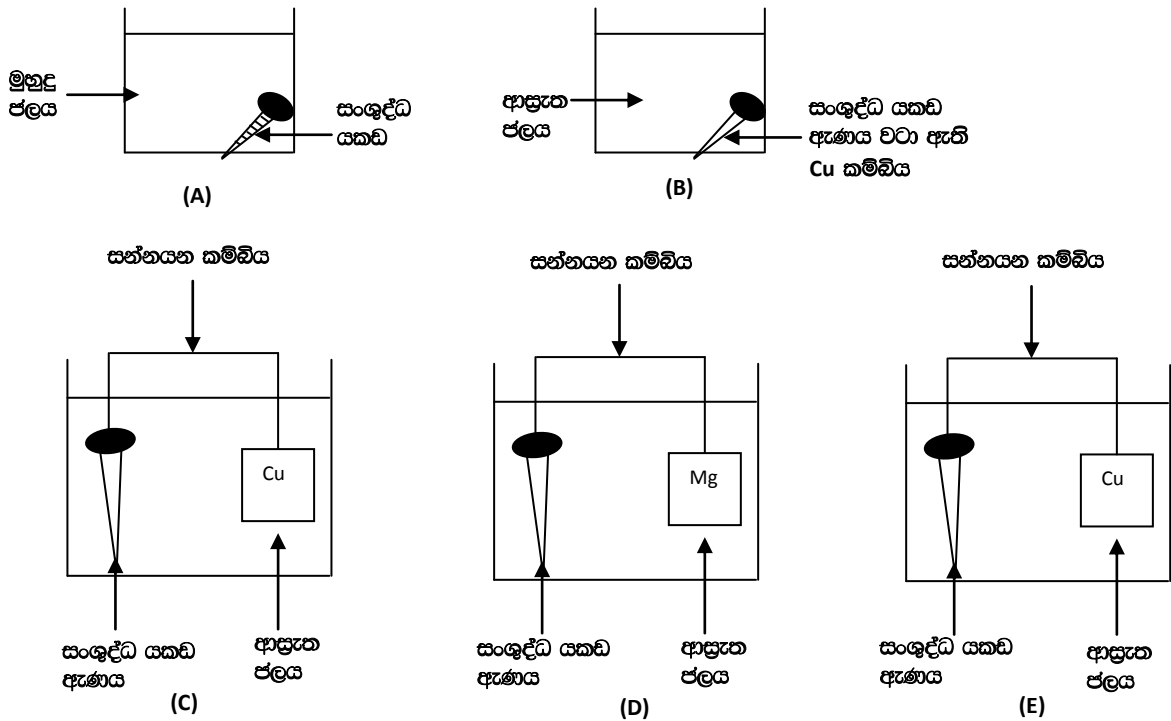 මුහුදු
ජලය
සංශුද්ධ
යකඩ
(A)
ආස්‍රැත
ජලය
සංශුද්ධ යකඩ
ඇණය වටා ඇති
Cu කම්බිය
(B)
සන්නයන කම්බිය
Cu
සංශුද්ධ යකඩ
ඇණය
ආස්‍රැත
ජලය
(C)
සන්නයන කම්බිය
Mg
සංශුද්ධ යකඩ
ඇණය
ආස්‍රැත
ජලය
(D)
සන්නයන කම්බිය
Cu
සංශුද්ධ යකඩ
ඇණය
ආස්‍රැත
ජලය
(E)